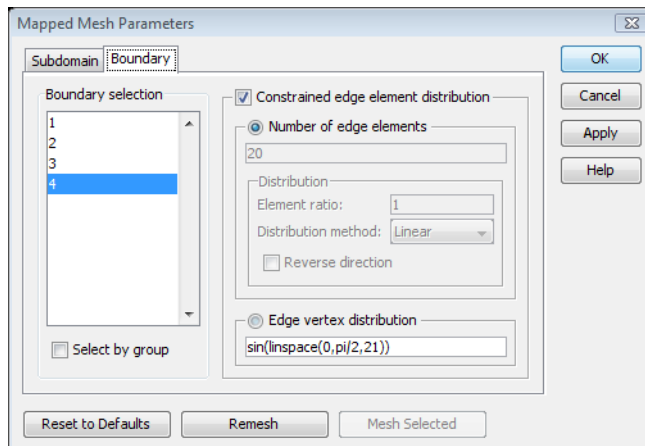 Mapped Mesh Parameters
Subdomain Boundary
Boundary selection
1
2
3
4
Select by group
Constrained edge element distribution
Number of edge elements
20
Distribution
Element ratio: 1
Distribution method: Linear
Reverse direction
Edge vertex distribution
sin(linspace(0,pi/2,21))
OK
Cancel
Apply
Help
Reset to Defaults Remesh Mesh Selected